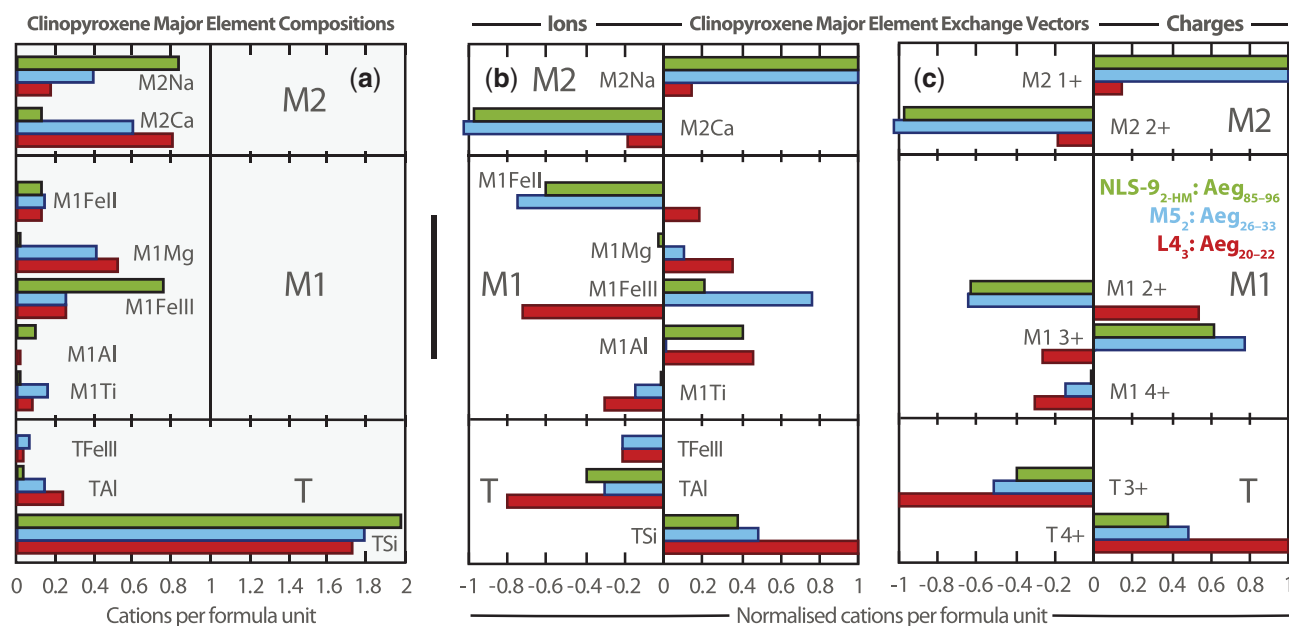 Clinopyroxene Major Element Compositions
Ions
Clinopyroxene Major Element Exchange Vectors
Charges
(a)
M2Na
M2
M2Ca
M1FeII
M1Mg
M1
M1FeIII
M1Al
M1Ti
TFeIII
TAl
T
TSi
0 0.2 0.4 0.6 0.8 1 1.2 1.4 1.6 1.8 2
Cations per formula unit
(b)
M2
M2Na
M2Ca
M1FeII
M1Mg
M1
M1FeIII
M1Al
M1Ti
TFeIII
T
TAl
TSi
-1 -0.8 -0.6 -0.4 -0.2 0 0.2 0.4 0.6 0.8 1
(c)
M2 1+
M2 2+
M2
NLS-9₂₋HM: Aeg₈₅₋₉₆
M5₂: Aeg₂₆₋₃₃
L4₃: Aeg₂₀₋₂₂
M1 2+
M1
M1 3+
M1 4+
T 3+
T
T 4+
-1 -0.8 -0.6 -0.4 -0.2 0 0.2 0.4 0.6 0.8 1
Normalised cations per formula unit